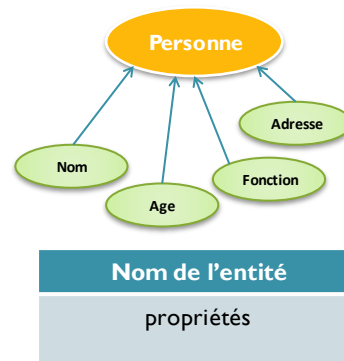 Personne
Adresse
Nom
Fonction
Age
Nom de l'entité
propriétés